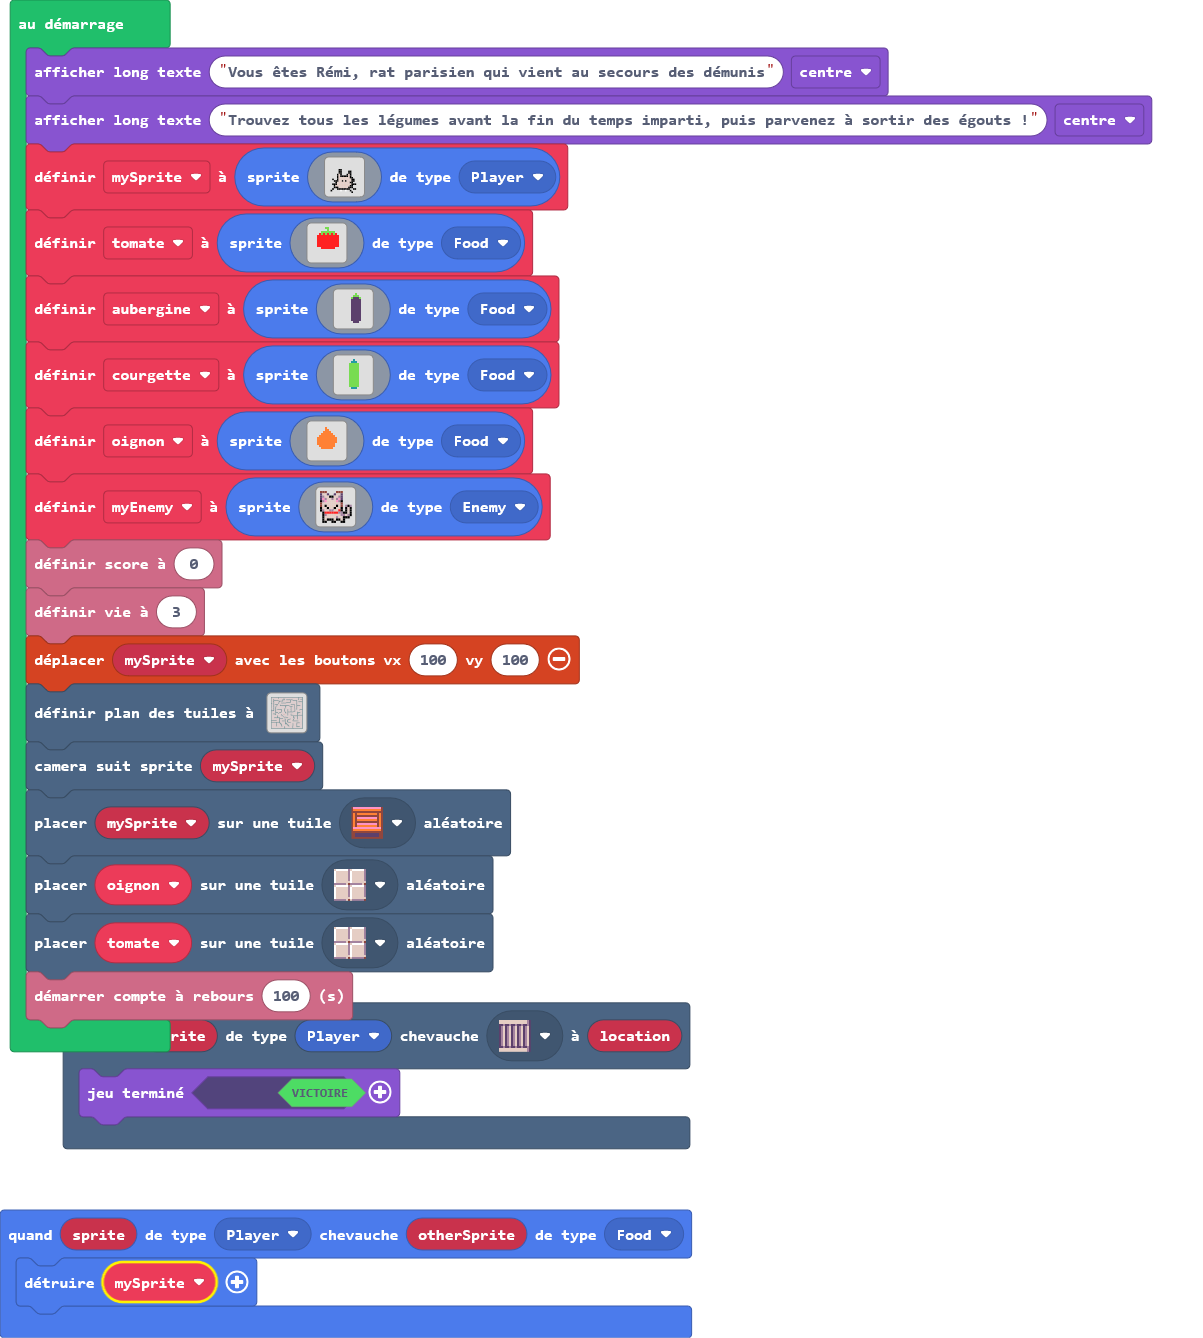 au démarrage
afficher long texte "Vous êtes Rémi, rat parisien qui vient au secours des démunis" centre
afficher long texte "Trouvez tous les légumes avant la fin du temps imparti, puis parvenez à sortir des égouts !" centre
définir mySprite à sprite de type Player
définir tomate à sprite de type Food
définir aubergine à sprite de type Food
définir courgette à sprite de type Food
définir oignon à sprite de type Food
définir myEnemy à sprite de type Enemy
définir score à 0
définir vie à 3
déplacer mySprite avec les boutons vx 100 vy 100
définir plan des tuiles à
camera suit sprite mySprite
placer mySprite sur une tuile aléatoire
placer oignon sur une tuile aléatoire
placer tomate sur une tuile aléatoire
démarrer compte à rebours 100 (s)
rite de type Player chevauche à location
jeu terminé VICTOIRE
quand sprite de type Player chevauche otherSprite de type Food
détruire mySprite